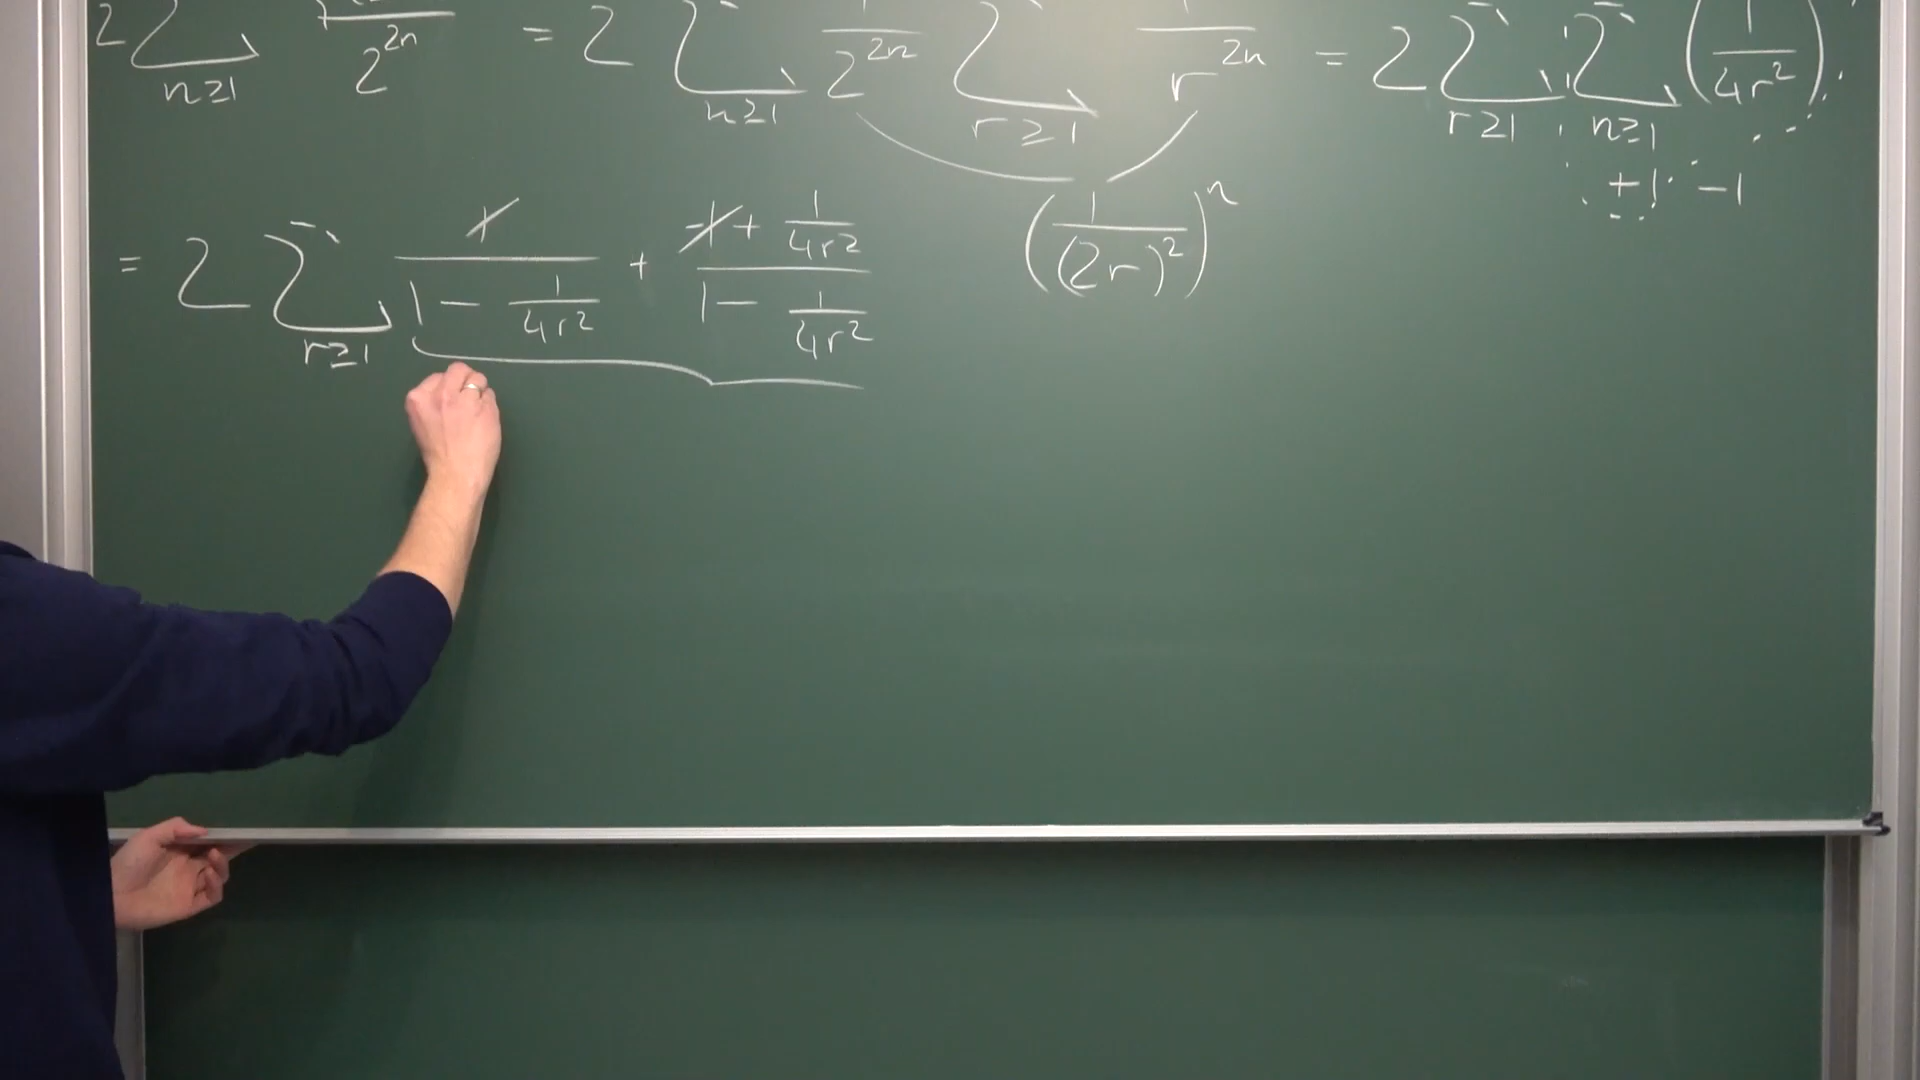 2 ∑_{n≥1} / 2^{2n} = 2 ∑_{n≥1} 1/2^{2n} ∑_{r≥1} 1/r^{2n} = 2 ∑_{r≥1} ∑_{n≥1} (1/4r²)
+1 -1
= 2 ∑_{r≥1} 1/(1 - 1/4r²) + (-1 + 1/4r²)/(1 - 1/4r²) (1/(2r)²)^n